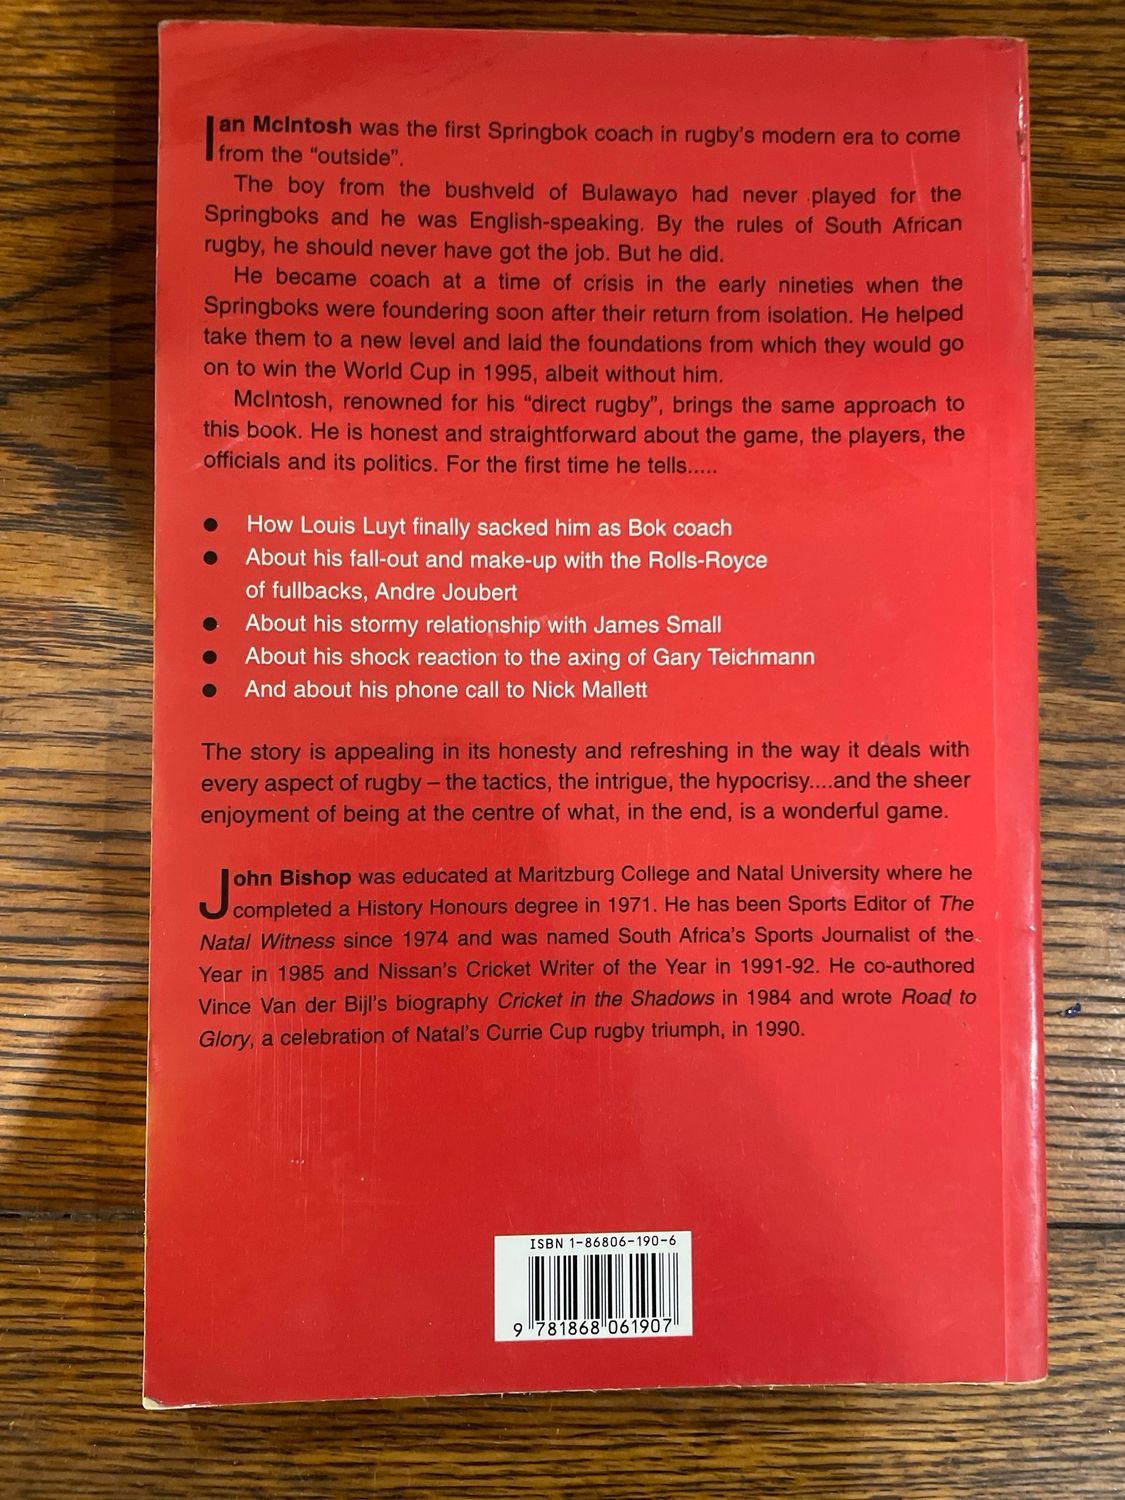 Ian McIntosh was the first Springbok coach in rugby's modern era to come
from the "outside".
The boy from the bushveld of Bulawayo had never played for the
Springboks and he was English-speaking. By the rules of South African
rugby, he should never have got the job. But he did.
He became coach at a time of crisis in the early nineties when the
Springboks were foundering soon after their return from isolation. He helped
take them to a new level and laid the foundations from which they would go
on to win the World Cup in 1995, albeit without him.
McIntosh, renowned for his "direct rugby", brings the same approach to
this book. He is honest and straightforward about the game, the players, the
officials and its politics. For the first time he tells.....
● How Louis Luyt finally sacked him as Bok coach
● About his fall-out and make-up with the Rolls-Royce
of fullbacks, Andre Joubert
● About his stormy relationship with James Small
● About his shock reaction to the axing of Gary Teichmann
● And about his phone call to Nick Mallett
The story is appealing in its honesty and refreshing in the way it deals with
every aspect of rugby – the tactics, the intrigue, the hypocrisy....and the sheer
enjoyment of being at the centre of what, in the end, is a wonderful game.
John Bishop was educated at Maritzburg College and Natal University where he
completed a History Honours degree in 1971. He has been Sports Editor of The
Natal Witness since 1974 and was named South Africa's Sports Journalist of the
Year in 1985 and Nissan's Cricket Writer of the Year in 1991-92. He co-authored
Vince Van der Bijl's biography Cricket in the Shadows in 1984 and wrote Road to
Glory, a celebration of Natal's Currie Cup rugby triumph, in 1990.
ISBN 1-86806-190-6
9 781868 061907